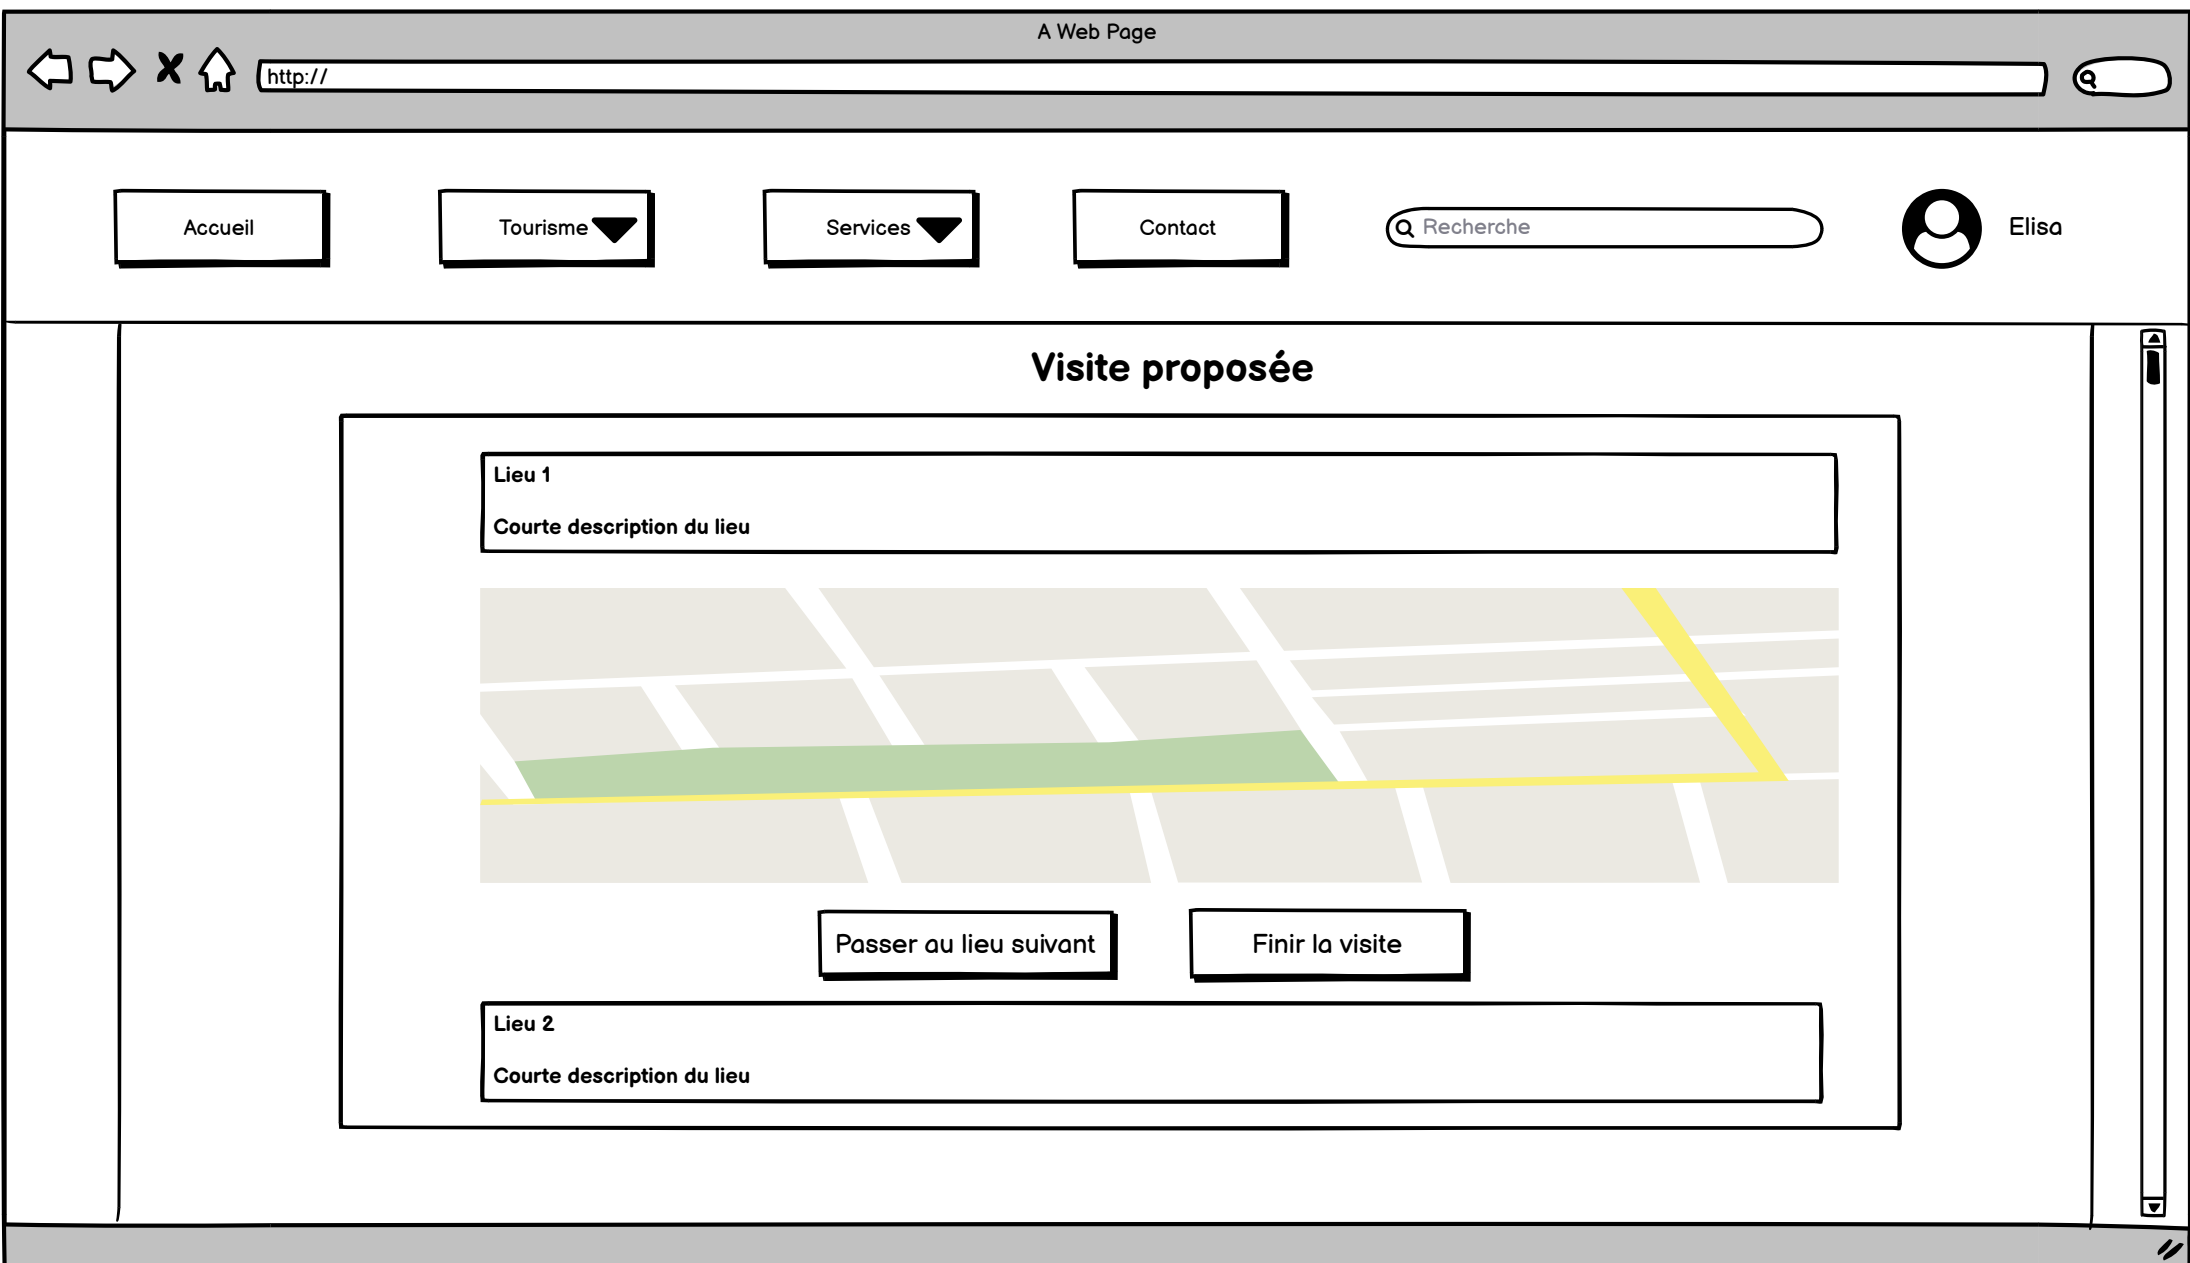 A Web Page
http://
Accueil
Tourisme
Services
Contact
Recherche
Elisa
Visite proposée
Lieu 1
Courte description du lieu
Passer au lieu suivant
Finir la visite
Lieu 2
Courte description du lieu